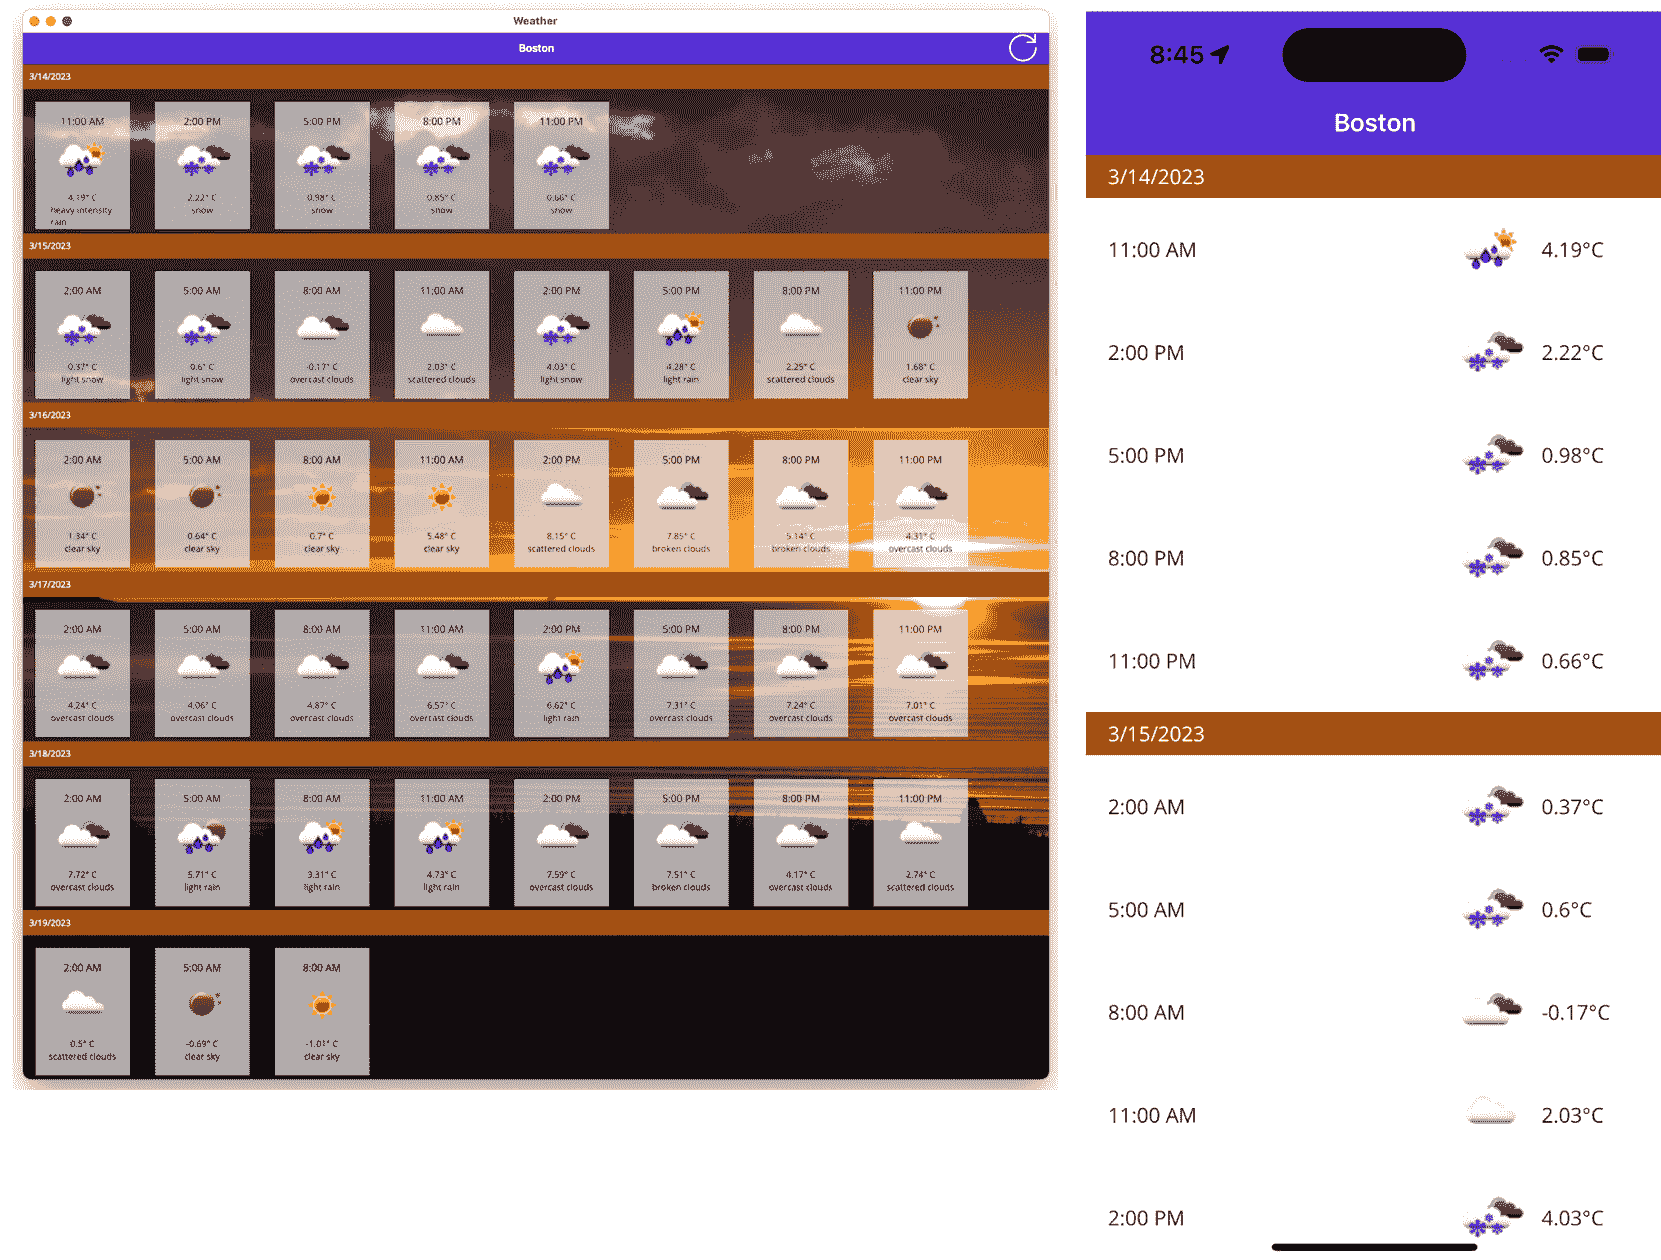 Weather
Boston
3/14/2023
11:00 AM 2:00 PM 5:00 PM 8:00 PM 11:00 PM
4.19° C 2.22° C 0.98° C 0.85° C 0.66° C
heavy intensity snow snow snow snow
rain
3/15/2023
2:00 AM 5:00 AM 8:00 AM 11:00 AM 2:00 PM 5:00 PM 8:00 PM 11:00 PM
0.37° C 0.6° C -0.17° C 2.03° C 4.03° C 4.28° C 2.25° C 1.68° C
light snow light snow overcast clouds scattered clouds light snow light rain scattered clouds clear sky
3/16/2023
2:00 AM 5:00 AM 8:00 AM 11:00 AM 2:00 PM 5:00 PM 8:00 PM 11:00 PM
1.34° C 0.64° C 0.7° C 5.48° C 8.15° C 7.85° C 5.14° C 4.31° C
clear sky clear sky clear sky clear sky scattered clouds broken clouds broken clouds overcast clouds
3/17/2023
2:00 AM 5:00 AM 8:00 AM 11:00 AM 2:00 PM 5:00 PM 8:00 PM 11:00 PM
4.24° C 4.06° C 4.87° C 6.57° C 6.62° C 7.31° C 7.24° C 7.01° C
overcast clouds overcast clouds overcast clouds overcast clouds light rain overcast clouds overcast clouds overcast clouds
3/18/2023
2:00 AM 5:00 AM 8:00 AM 11:00 AM 2:00 PM 5:00 PM 8:00 PM 11:00 PM
7.72° C 5.71° C 3.31° C 4.73° C 7.59° C 7.51° C 4.17° C 2.74° C
overcast clouds light rain light rain light rain overcast clouds broken clouds overcast clouds scattered clouds
3/19/2023
2:00 AM 5:00 AM 8:00 AM
0.5° C -0.69° C -1.01° C
scattered clouds clear sky clear sky
8:45
Boston
3/14/2023
11:00 AM 4.19°C
2:00 PM 2.22°C
5:00 PM 0.98°C
8:00 PM 0.85°C
11:00 PM 0.66°C
3/15/2023
2:00 AM 0.37°C
5:00 AM 0.6°C
8:00 AM -0.17°C
11:00 AM 2.03°C
2:00 PM 4.03°C